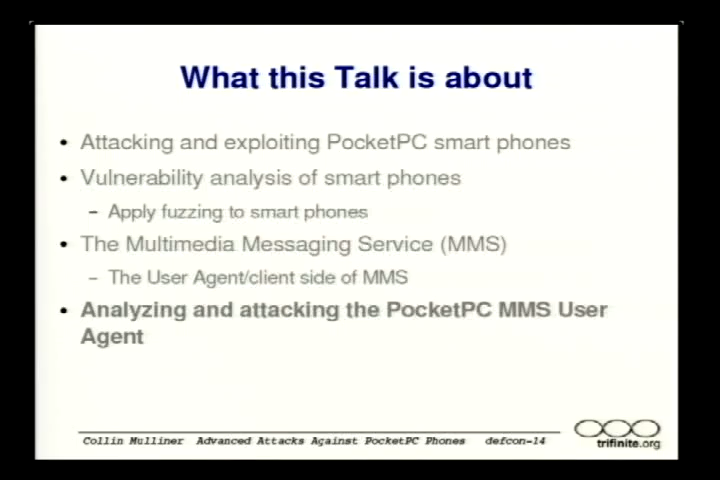 What this Talk is about
• Attacking and exploiting PocketPC smart phones
• Vulnerability analysis of smart phones
– Apply fuzzing to smart phones
• The Multimedia Messaging Service (MMS)
– The User Agent/client side of MMS
• Analyzing and attacking the PocketPC MMS User
Agent
Collin Mulliner Advanced Attacks Against PocketPC Phones defcon-14
trifinite.org